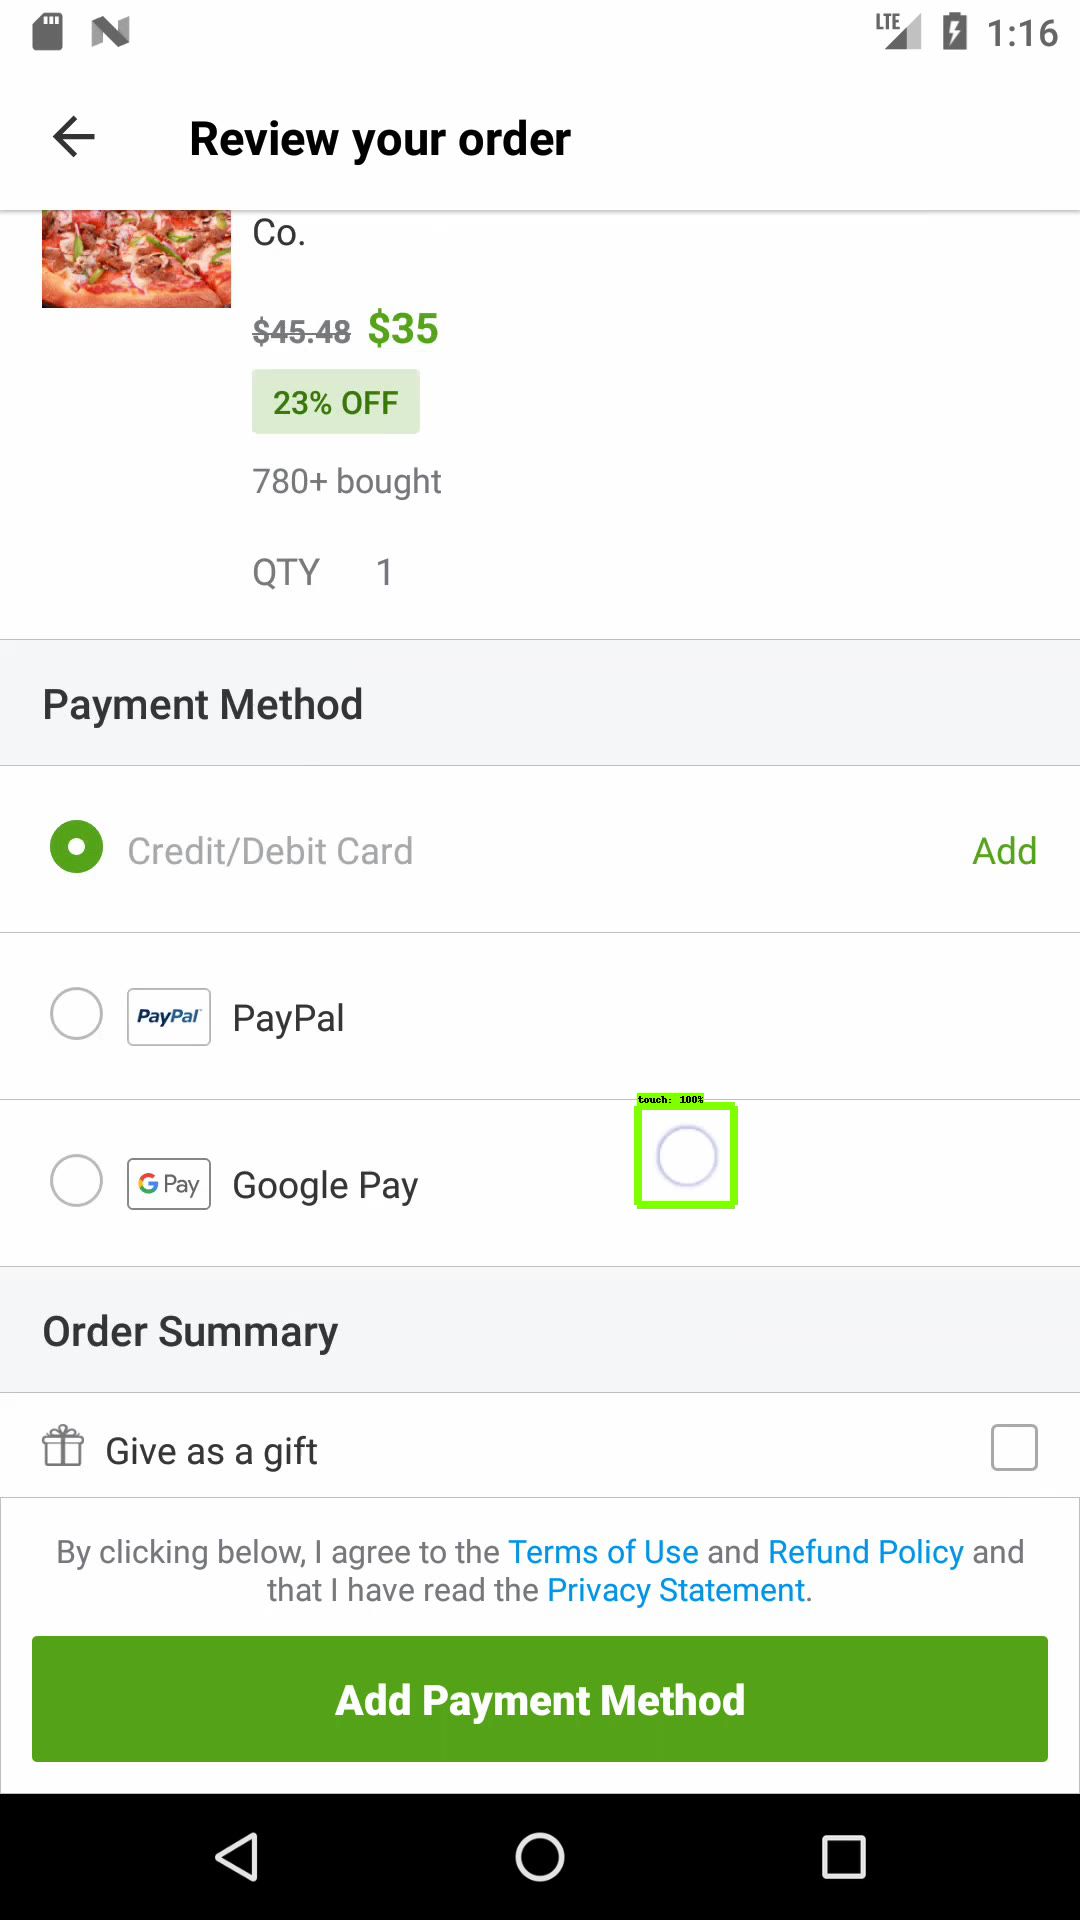 LTE 1:16
Review your order
Co.
$45.48 $35
23% OFF
780+ bought
QTY 1
Payment Method
Credit/Debit Card Add
PayPal PayPal
touch: 100%
G Pay Google Pay
Order Summary
Give as a gift
By clicking below, I agree to the Terms of Use and Refund Policy and
that I have read the Privacy Statement.
Add Payment Method